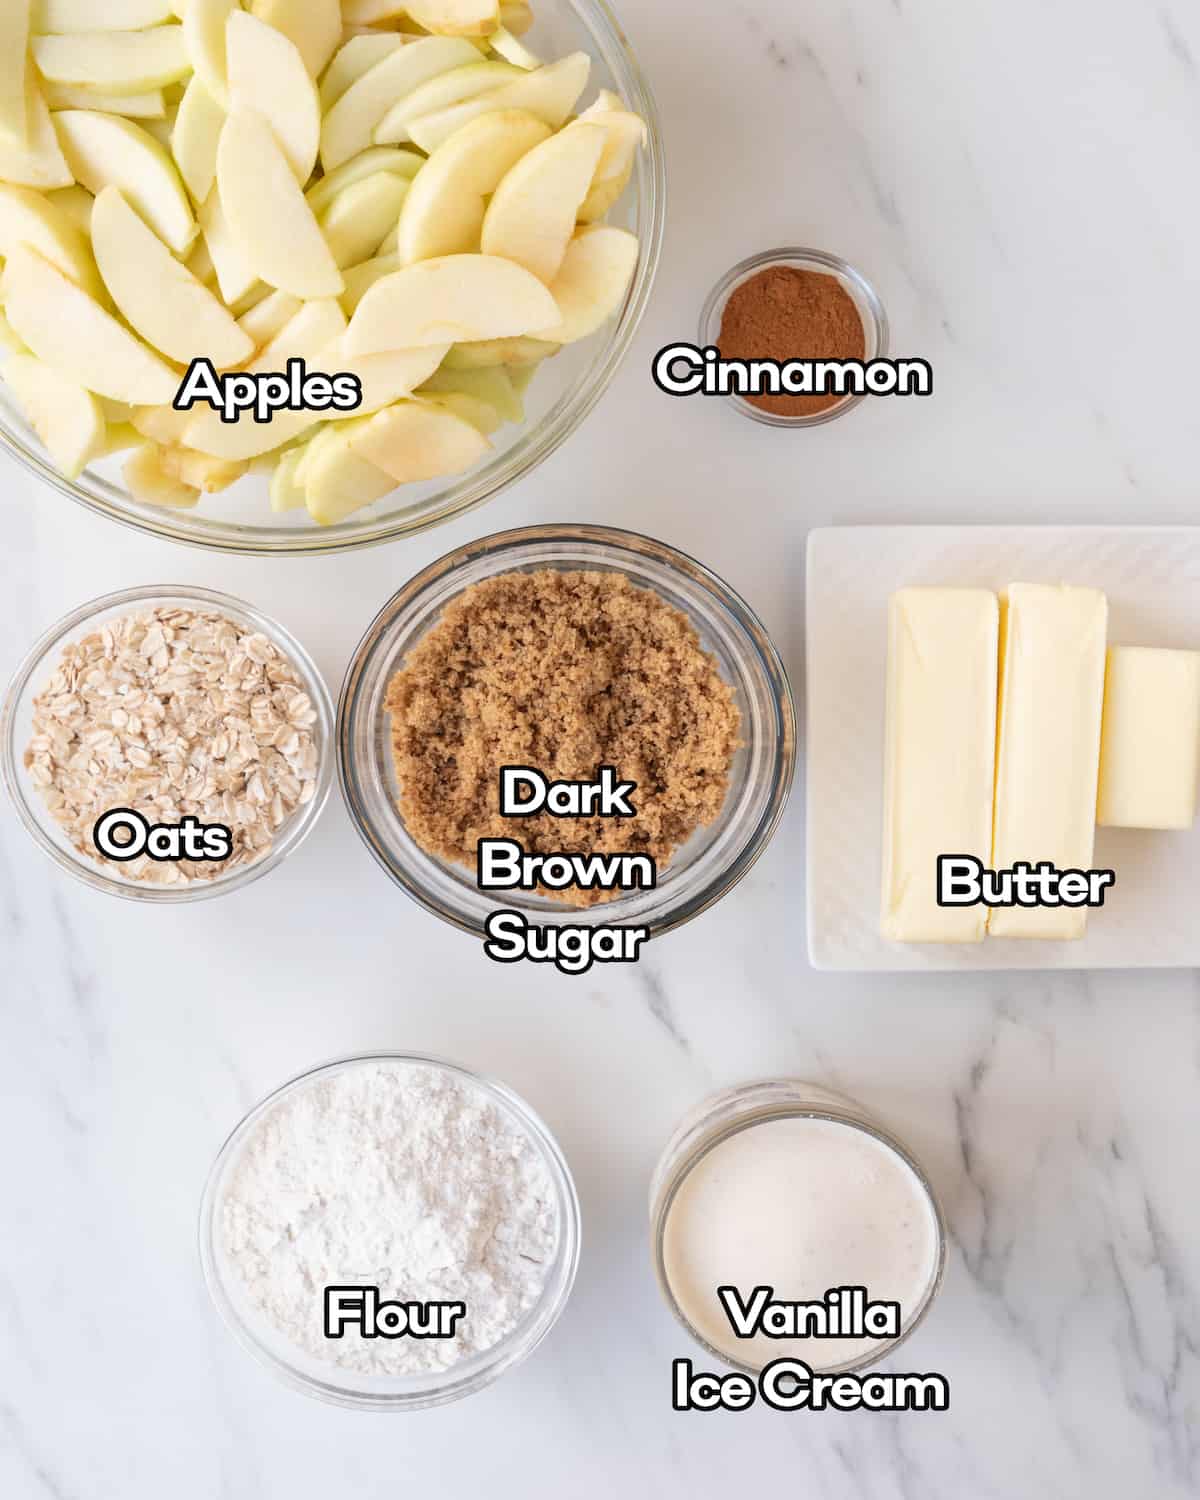 Apples
Cinnamon
Oats
Dark
Brown
Sugar
Butter
Flour
Vanilla
Ice Cream